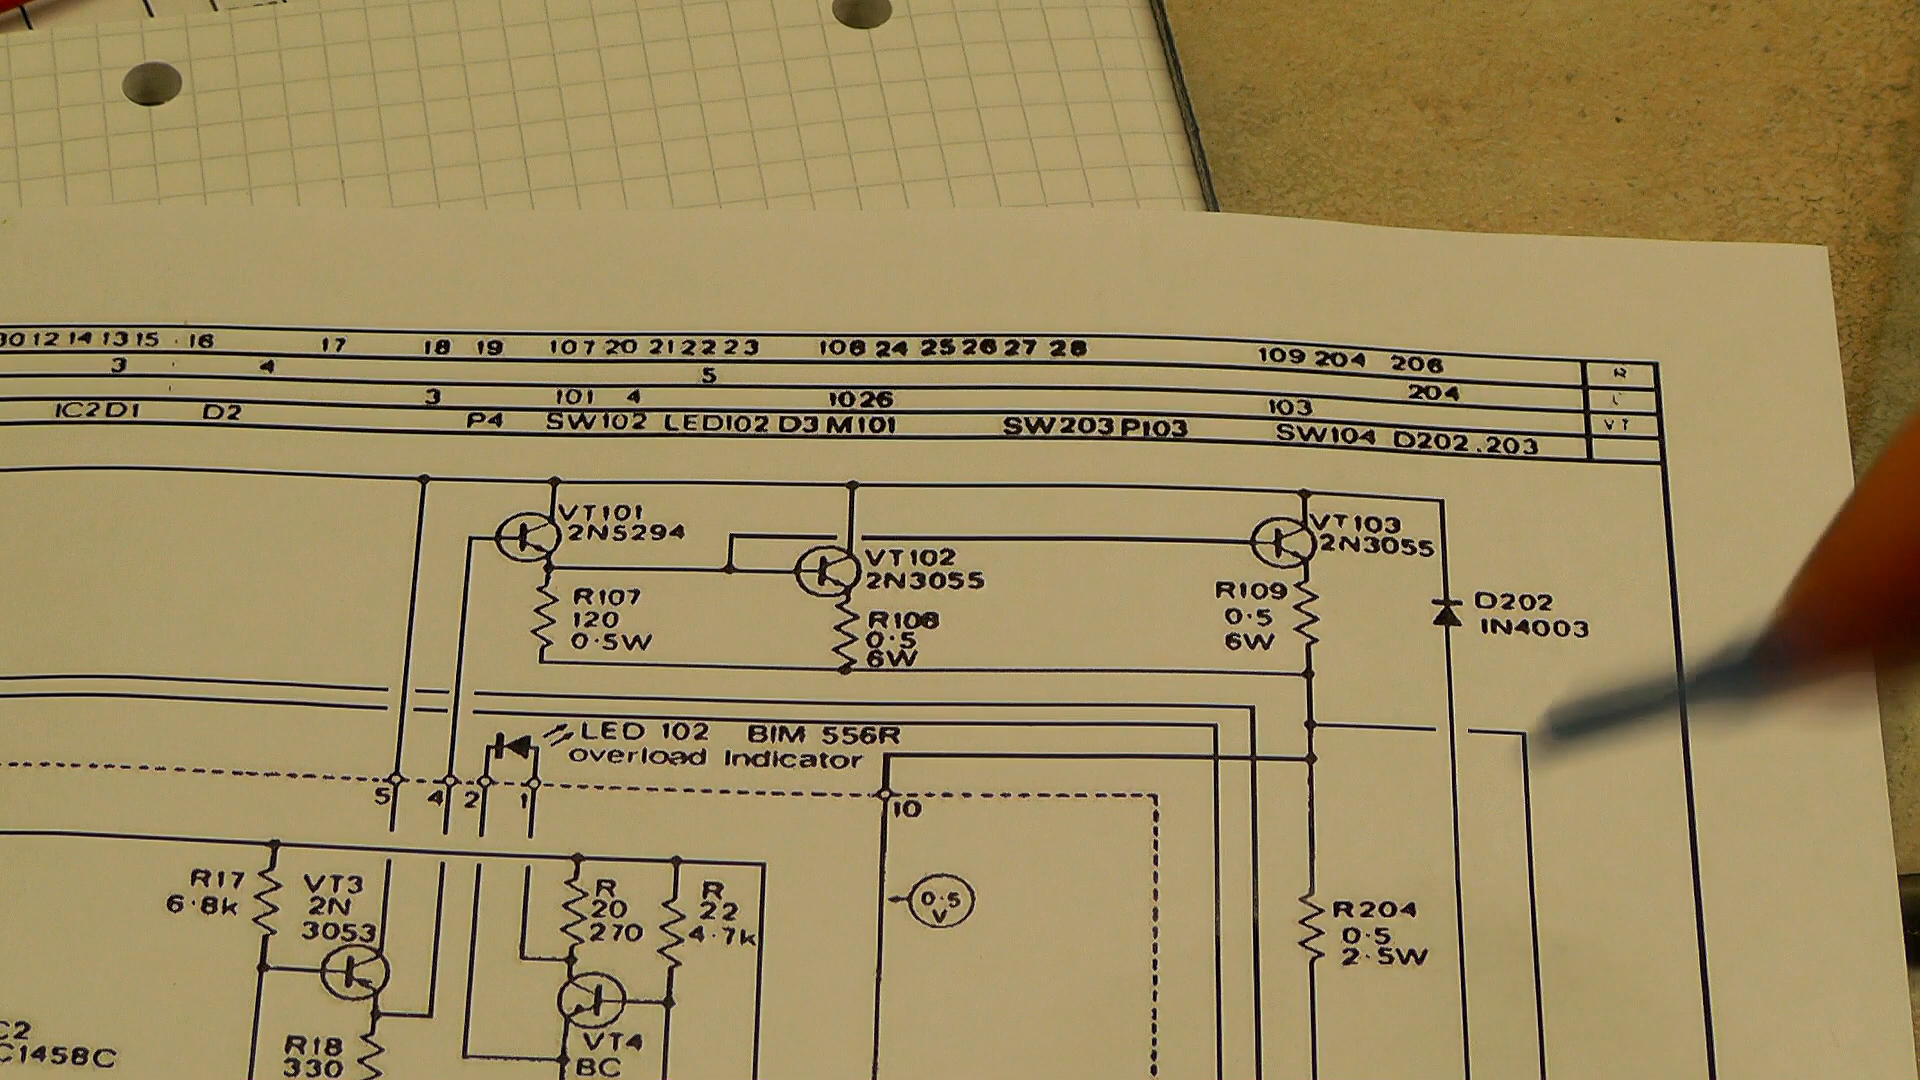 12 14 13 15 16 17 18 19 107 20 21 22 23 108 24 25 26 27 28 109 204 206 R
3 4 5 204
3 101 4 102 6 103 VT
IC2 D1 D2 P4 SW102 LED102 D3 M101 SW203 P103 SW104 D202.203
VT101
2N5294
VT102
2N3055
VT103
2N3055
R107
120
0·5W
R108
0·5
6W
R109
0·5
6W
D202
1N4003
LED 102 BIM 556R
overload Indicator
5 4 2 1 10
R17
6·8k
VT3
2N
3053
R
20
270
R
22
4·7k
0·5
V
R204
0·5
2·5W
R18
330
VT4
BC
C1458C